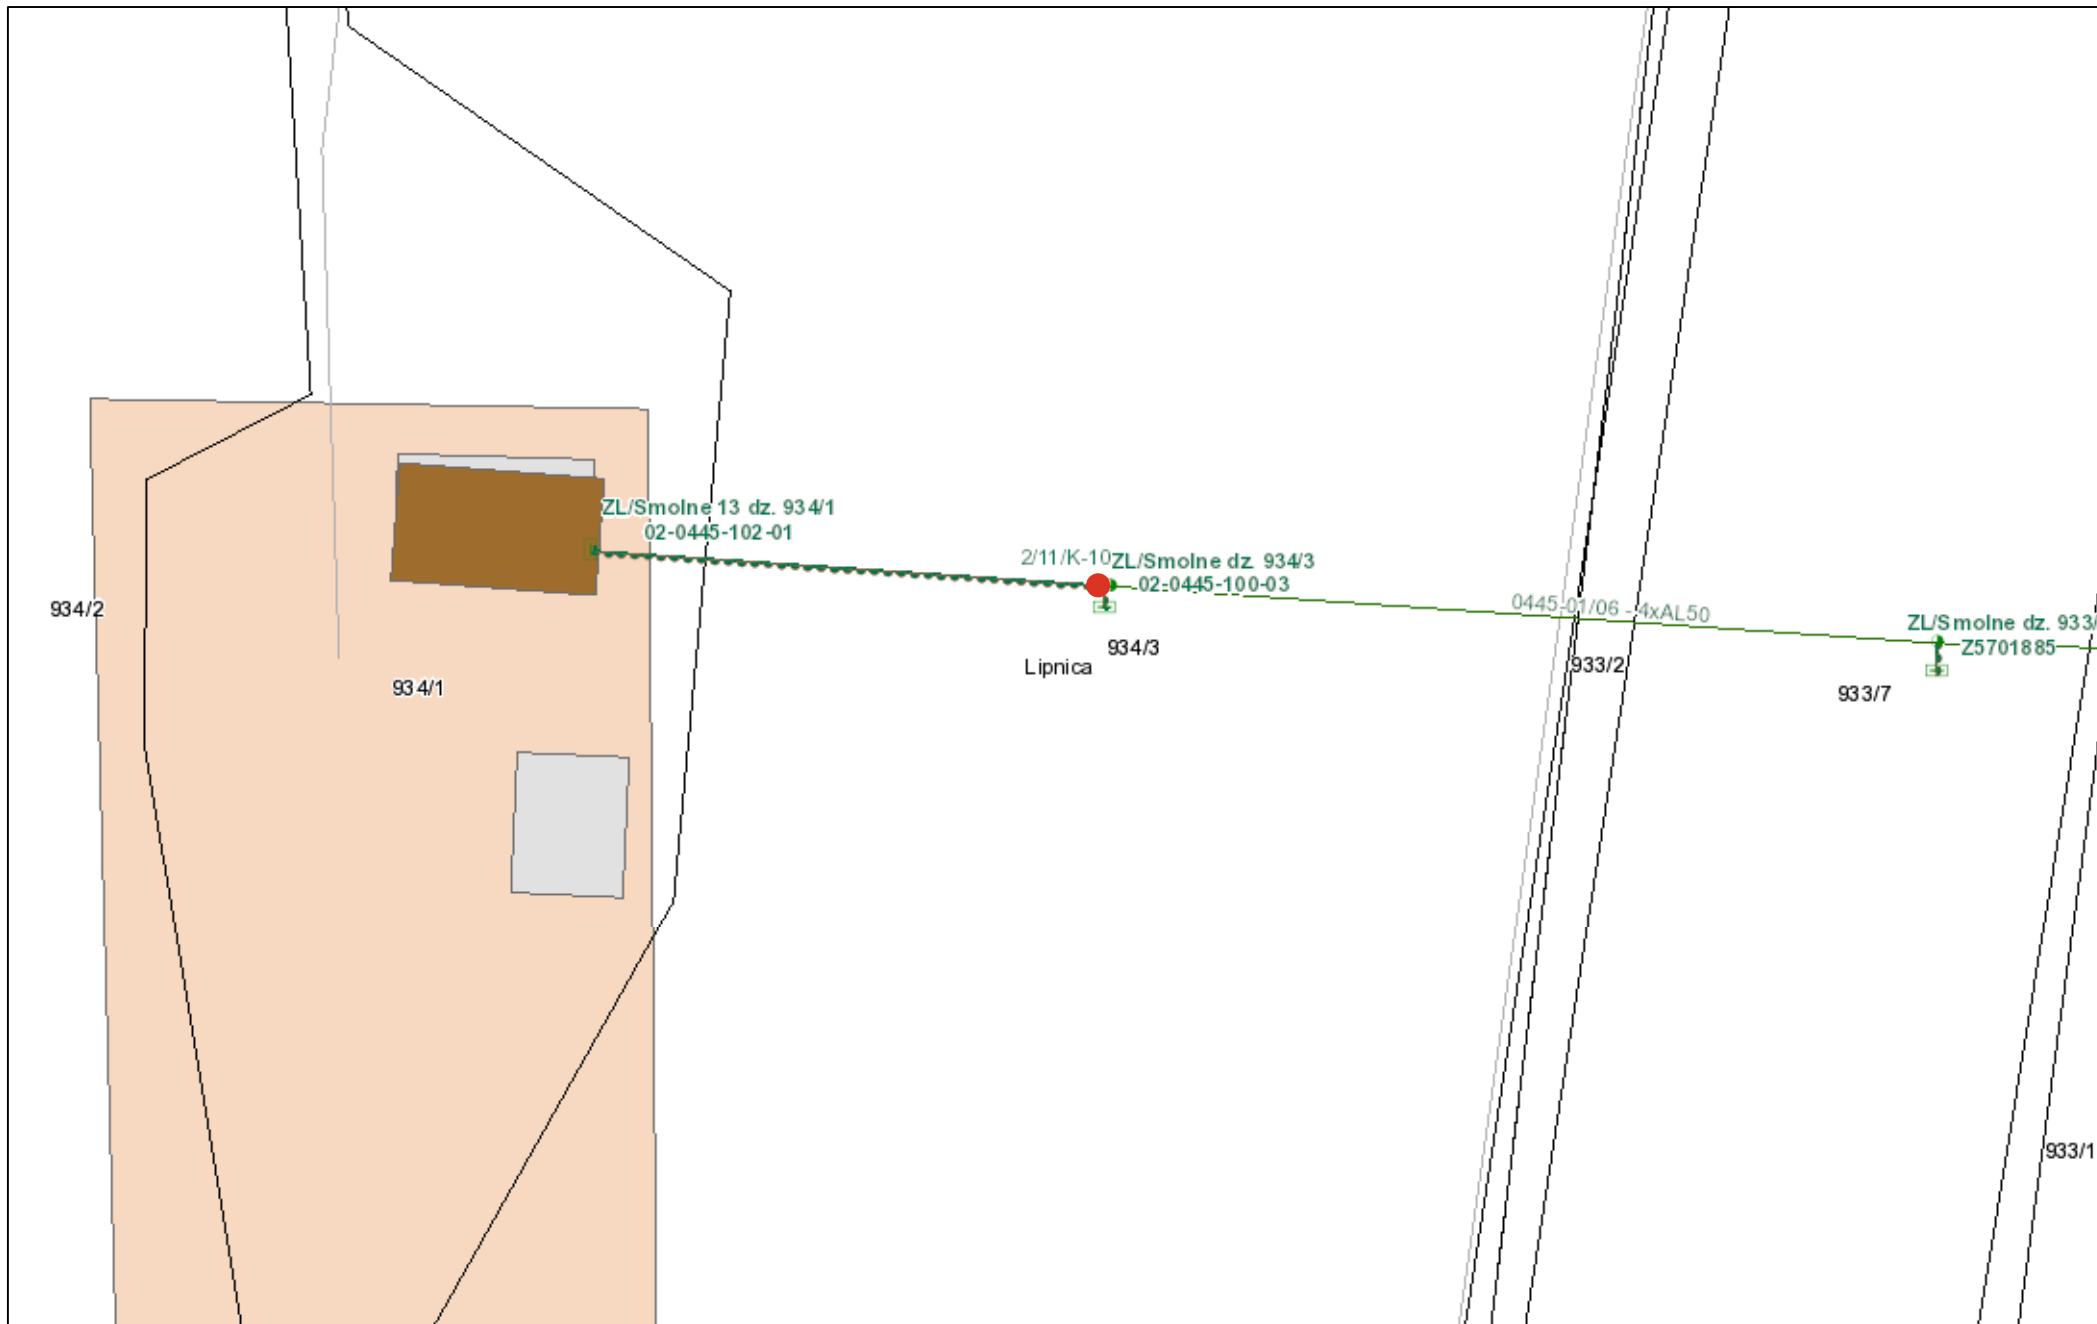 ZL/Smolne 13 dz. 934/1
02-0445-102-01
2/11/K-10
ZL/Smolne dz. 934/3
02-0445-100-03
0445-01/06 - 4xAL50
ZL/Smolne dz. 933/
Z5701885
934/2
934/1
934/3
Lipnica
933/2
933/7
933/1